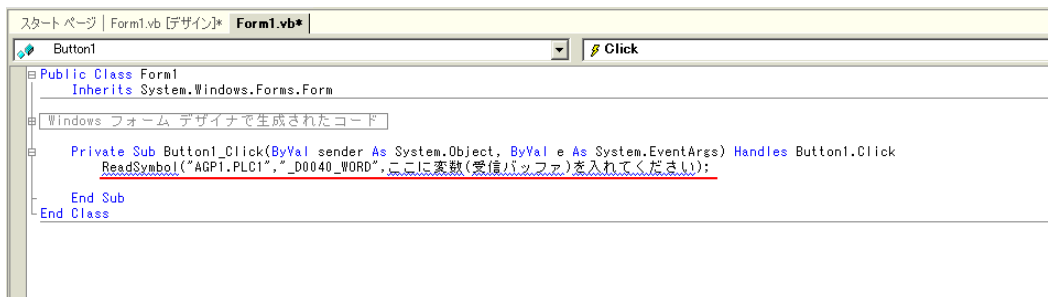 スタート ページ | Form1.vb [デザイン]* Form1.vb*
Button1 Click
Public Class Form1
Inherits System.Windows.Forms.Form
Windows フォーム デザイナで生成されたコード
Private Sub Button1_Click(ByVal sender As System.Object, ByVal e As System.EventArgs) Handles Button1.Click
ReadSymbol("AGP1.PLC1","_D0040_WORD",ここに変数(受信バッファ)を入れてください);
End Sub
End Class